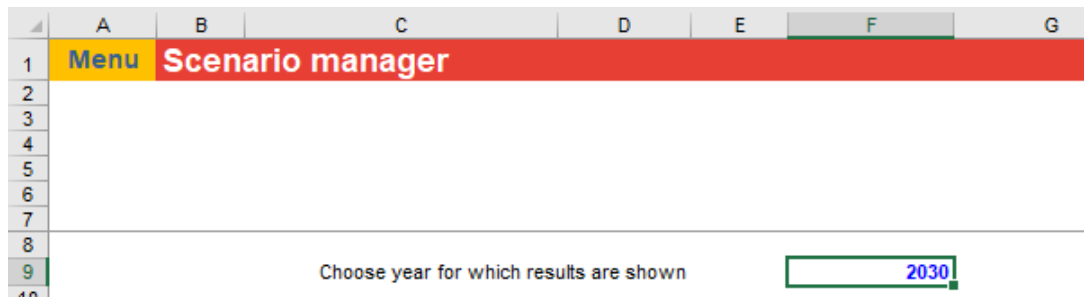 A B C D E F G
1 Menu Scenario manager
2
3
4
5
6
7
8
9 Choose year for which results are shown 2030
10